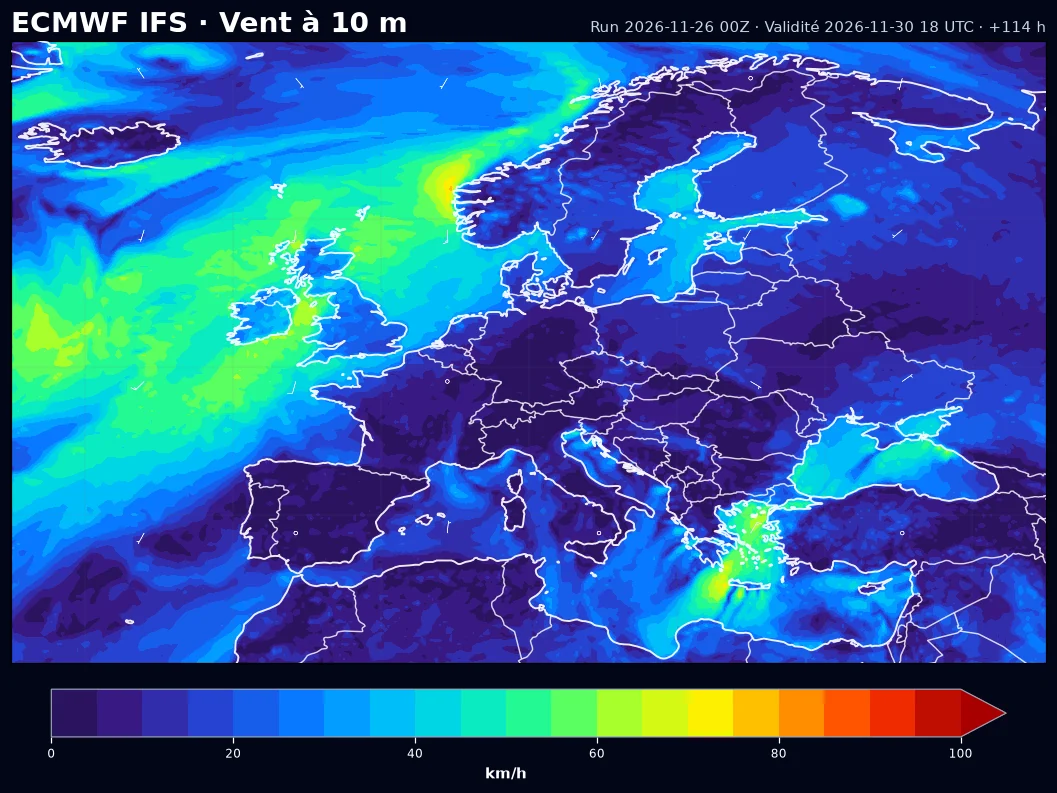 ECMWF IFS · Vent à 10 m
Run 2026-11-26 00Z · Validité 2026-11-30 18 UTC · +114 h
0 20 40 60 80 100
km/h